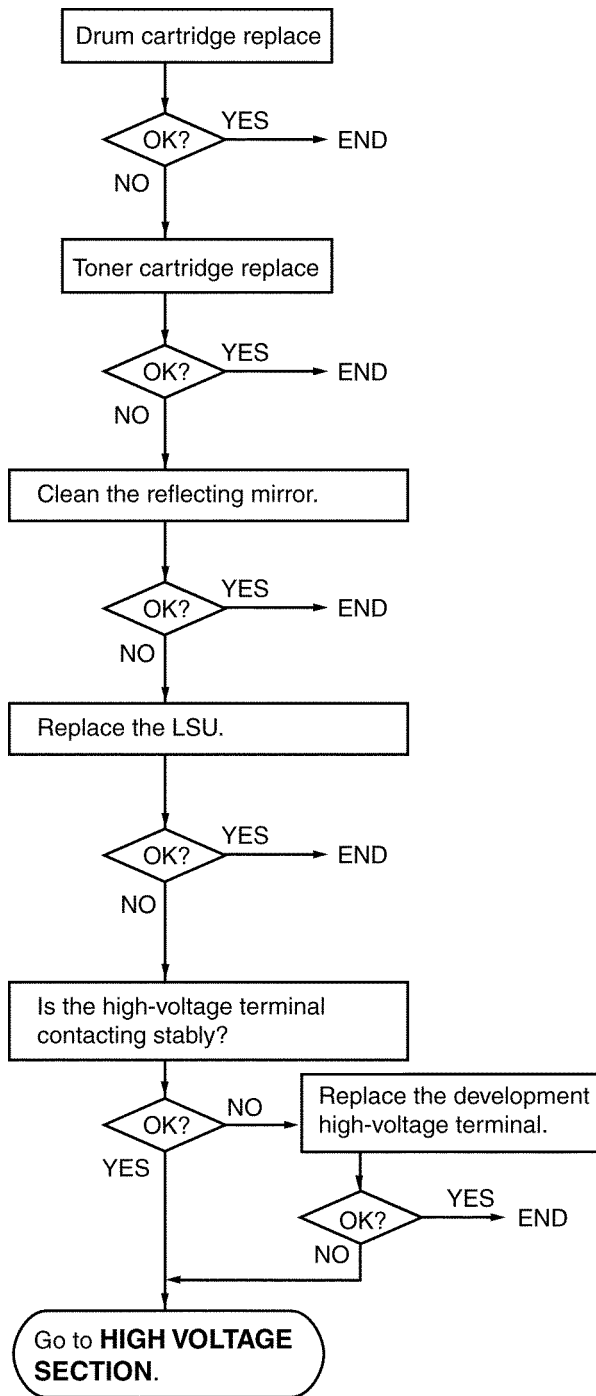 Drum cartridge replace
YES
OK?
END
NO
Toner cartridge replace
YES
OK?
END
NO
Clean the reflecting mirror.
YES
OK?
END
NO
Replace the LSU.
YES
OK?
END
NO
Is the high-voltage terminal
contacting stably?
OK?
NO
YES
Replace the development
high-voltage terminal.
YES
OK?
END
NO
Go to HIGH VOLTAGE
SECTION.